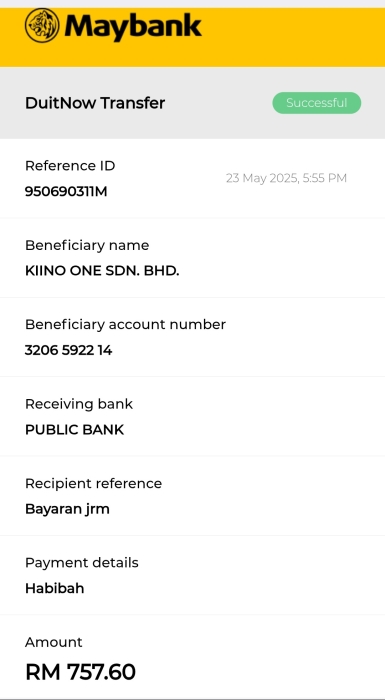 Maybank
DuitNow Transfer
Successful
Reference ID
23 May 2025, 5:55 PM
950690311M
Beneficiary name
KIINO ONE SDN. BHD.
Beneficiary account number
3206 5922 14
Receiving bank
PUBLIC BANK
Recipient reference
Bayaran jrm
Payment details
Habibah
Amount
RM 757.60